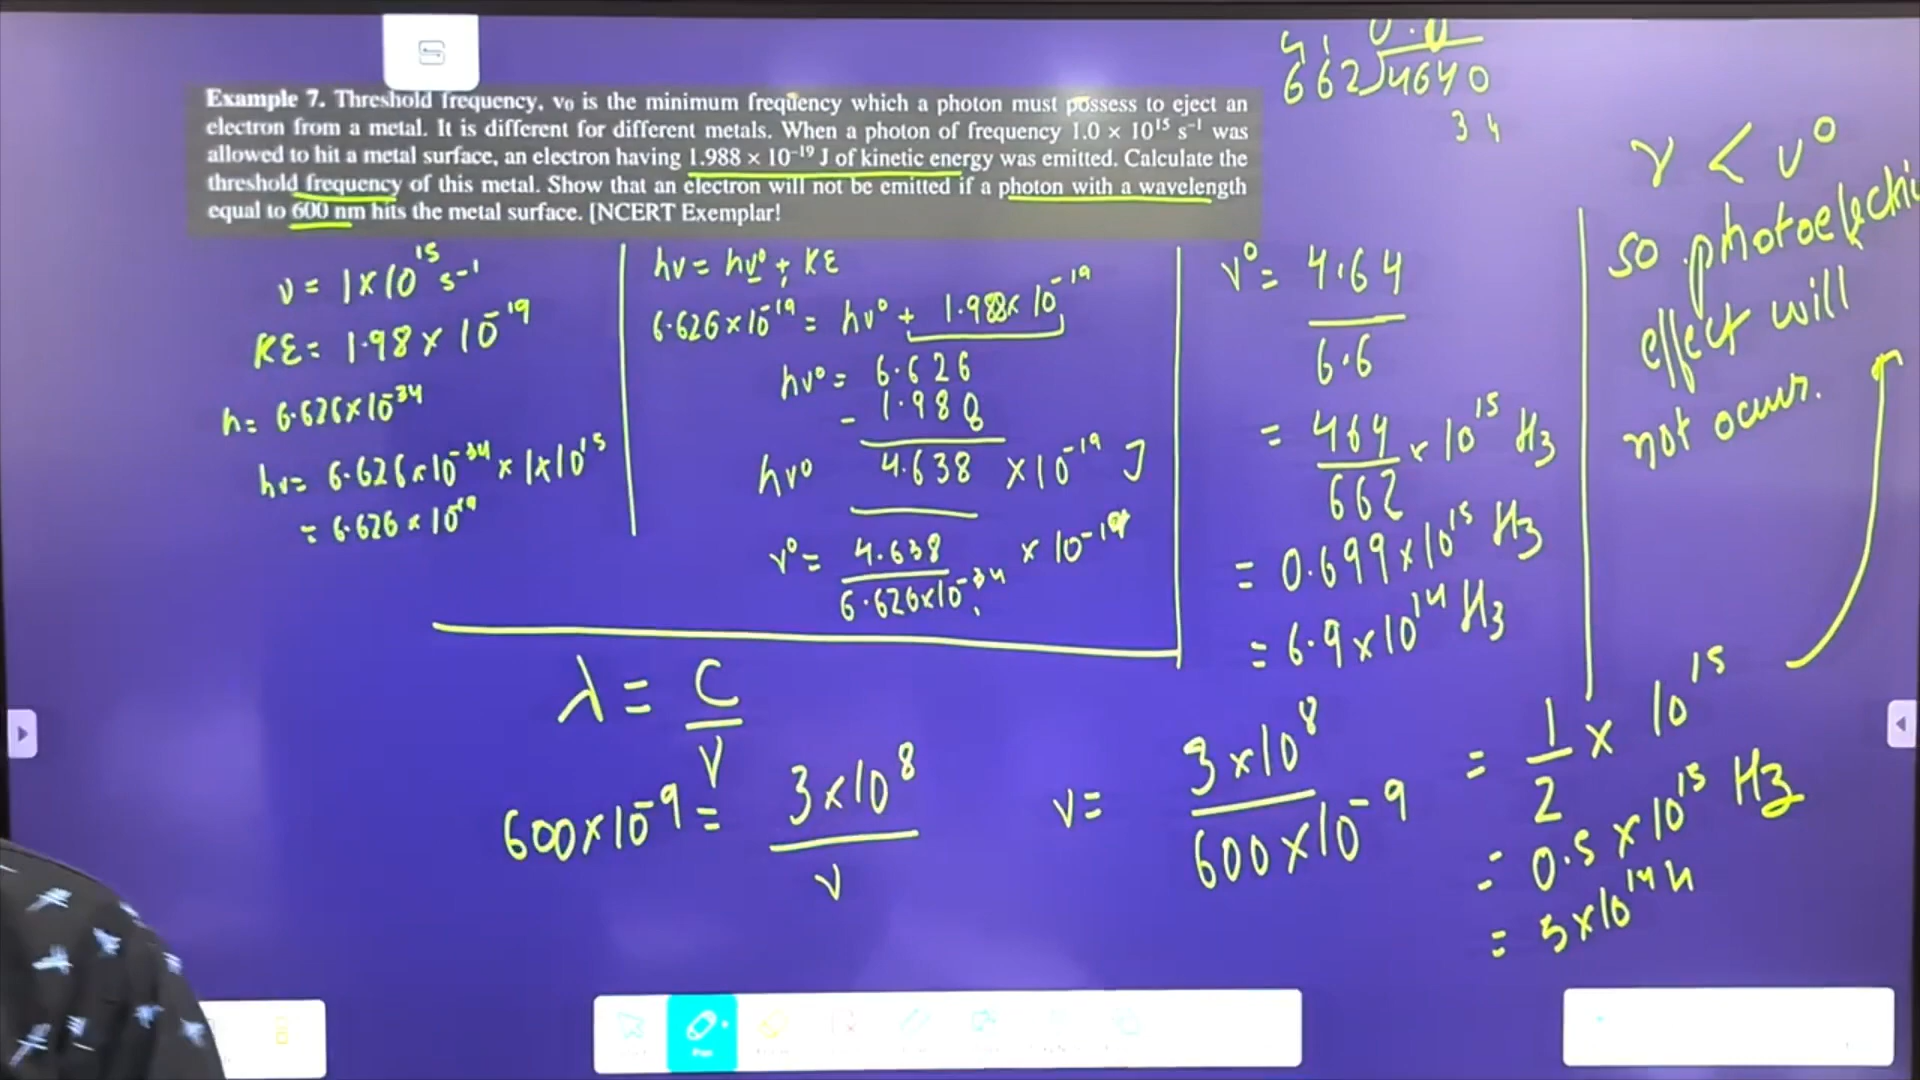 Example 7. Threshold frequency, ν₀ is the minimum frequency which a photon must possess to eject an
electron from a metal. It is different for different metals. When a photon of frequency 1.0 × 10¹⁵ s⁻¹ was
allowed to hit a metal surface, an electron having 1.988 × 10⁻¹⁹ J of kinetic energy was emitted. Calculate the
threshold frequency of this metal. Show that an electron will not be emitted if a photon with a wavelength
equal to 600 nm hits the metal surface. [NCERT Exemplar!
ν = 1×10¹⁵ s⁻¹
KE = 1.98 × 10⁻¹⁹
h = 6.626×10⁻³⁴
hν = 6.626×10⁻³⁴ × 1×10¹⁵
= 6.626 × 10⁻¹⁹
hν = hν⁰ + KE
6.626×10⁻¹⁹ = hν⁰ + 1.988×10⁻¹⁹
hν⁰ = 6.626
- 1.988
hν⁰ 4.638 ×10⁻¹⁹ J
ν⁰ = 4.638 × 10⁻¹⁹
6.626×10⁻³⁴
662)4640
34
ν⁰ = 4.64
6.6
= 464 × 10¹⁵ Hz
662
= 0.699×10¹⁵ Hz
= 6.9×10¹⁴ Hz
ν < ν⁰
so photoelectric
effect will
not occur.
λ = C
ν
600×10⁻⁹ = 3×10⁸
ν
ν = 3×10⁸
600×10⁻⁹
= 1 × 10¹⁵
2
= 0.5×10¹⁵ Hz
= 5×10¹⁴ H